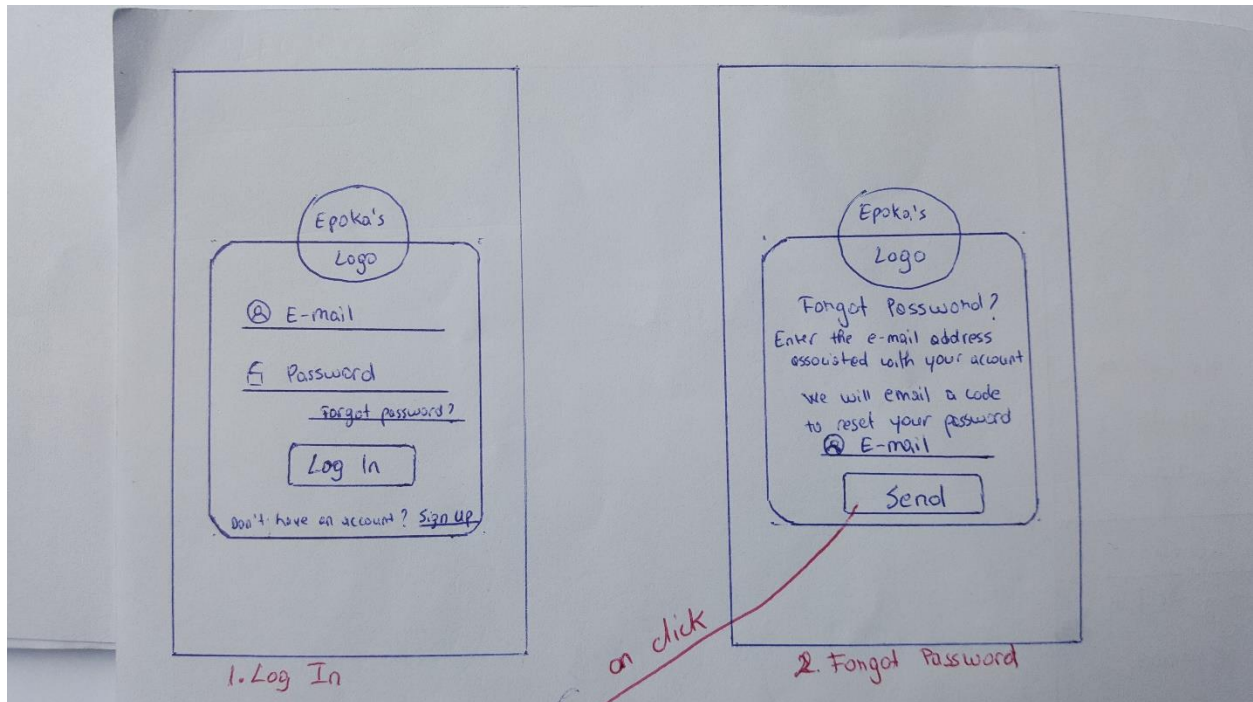 Epoka's
Logo
E-mail
Password
Forgot password?
Log In
Don't have an account? Sign up
1. Log In
Epoka's
Logo
Forgot Password?
Enter the e-mail address
associated with your account
we will email a code
to reset your password
E-mail
Send
on click
2. Forgot Password